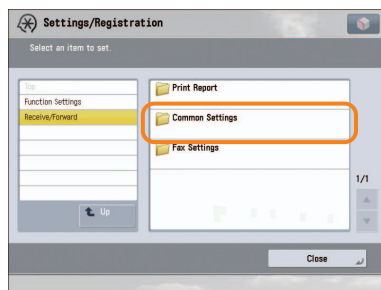 Settings/Registration
Select an item to set.
Top
Function Settings
Receive/Forward
Up
Print Report
Common Settings
Fax Settings
1/1
Close